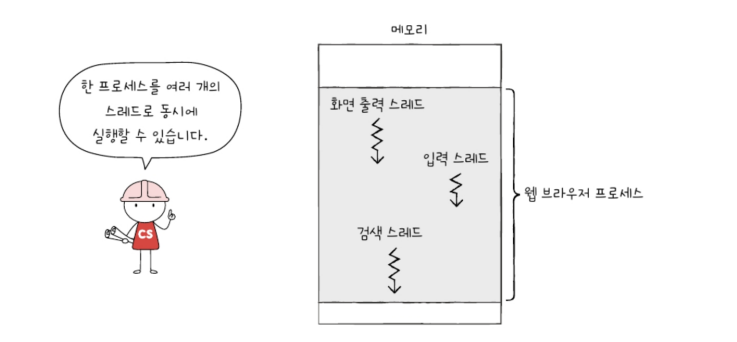 메모리
한 프로세스를 여러 개의
스레드로 동시에
실행할 수 있습니다.
화면 출력 스레드
입력 스레드
웹 브라우저 프로세스
검색 스레드
CS